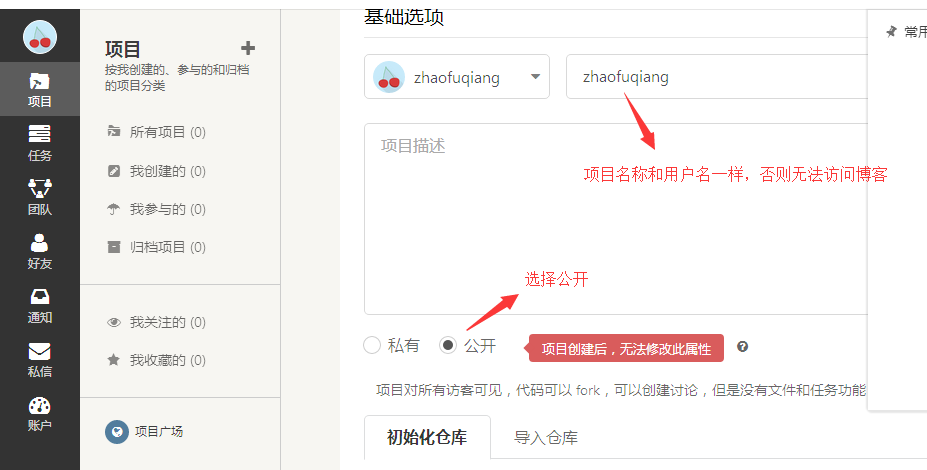 项目
任务
团队
好友
通知
私信
账户
项目
按我创建的、参与的和归档
的项目分类
所有项目 (0)
我创建的 (0)
我参与的 (0)
归档项目 (0)
我关注的 (0)
我收藏的 (0)
项目广场
基础选项
zhaofuqiang
zhaofuqiang
项目描述
项目名称和用户名一样，否则无法访问博客
选择公开
私有
公开
项目创建后，无法修改此属性
项目对所有访客可见，代码可以 fork，可以创建讨论，但是没有文件和任务功能
初始化仓库
导入仓库
常用